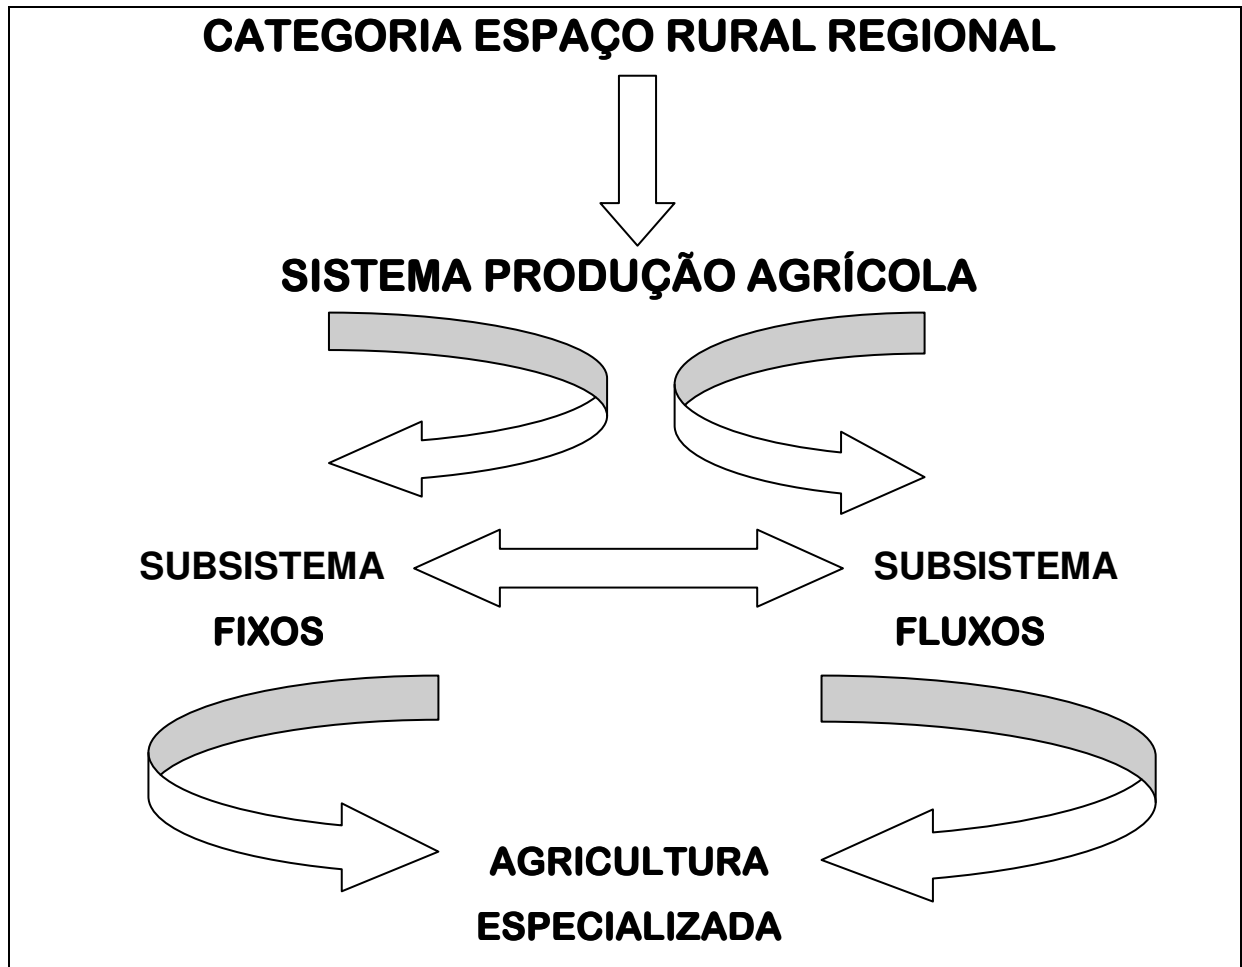 CATEGORIA ESPAÇO RURAL REGIONAL
SISTEMA PRODUÇÃO AGRÍCOLA
SUBSISTEMA
FIXOS
SUBSISTEMA
FLUXOS
AGRICULTURA
ESPECIALIZADA